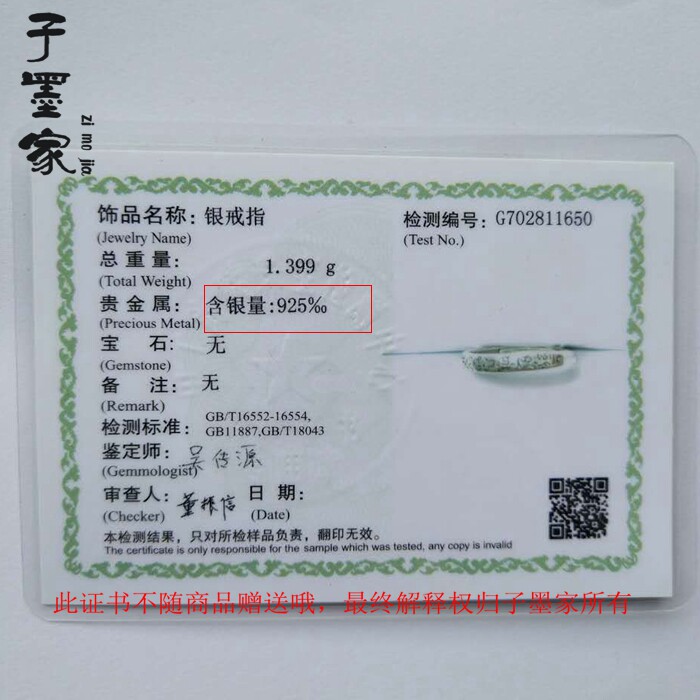 子墨家
zi mo jia
饰品名称: 银戒指
(Jewelry Name)
检测编号: G702811650
(Test No.)
总重量: 1.399 g
(Total Weight)
贵金属: 含银量:925‰
(Precious Metal)
宝石: 无
(Gemstone)
备注: 无
(Remark)
检测标准: GB/T16552-16554,
GB11887,GB/T18043
鉴定师: 吴传源
(Gemmologist)
审查人: 董振信 日期:
(Checker) (Date)
本检测结果，只对所检样品负责，翻印无效。
The certificate is only responsible for the sample which was tested, any copy is invalid
此证书不随商品赠送哦，最终解释权归子墨家所有